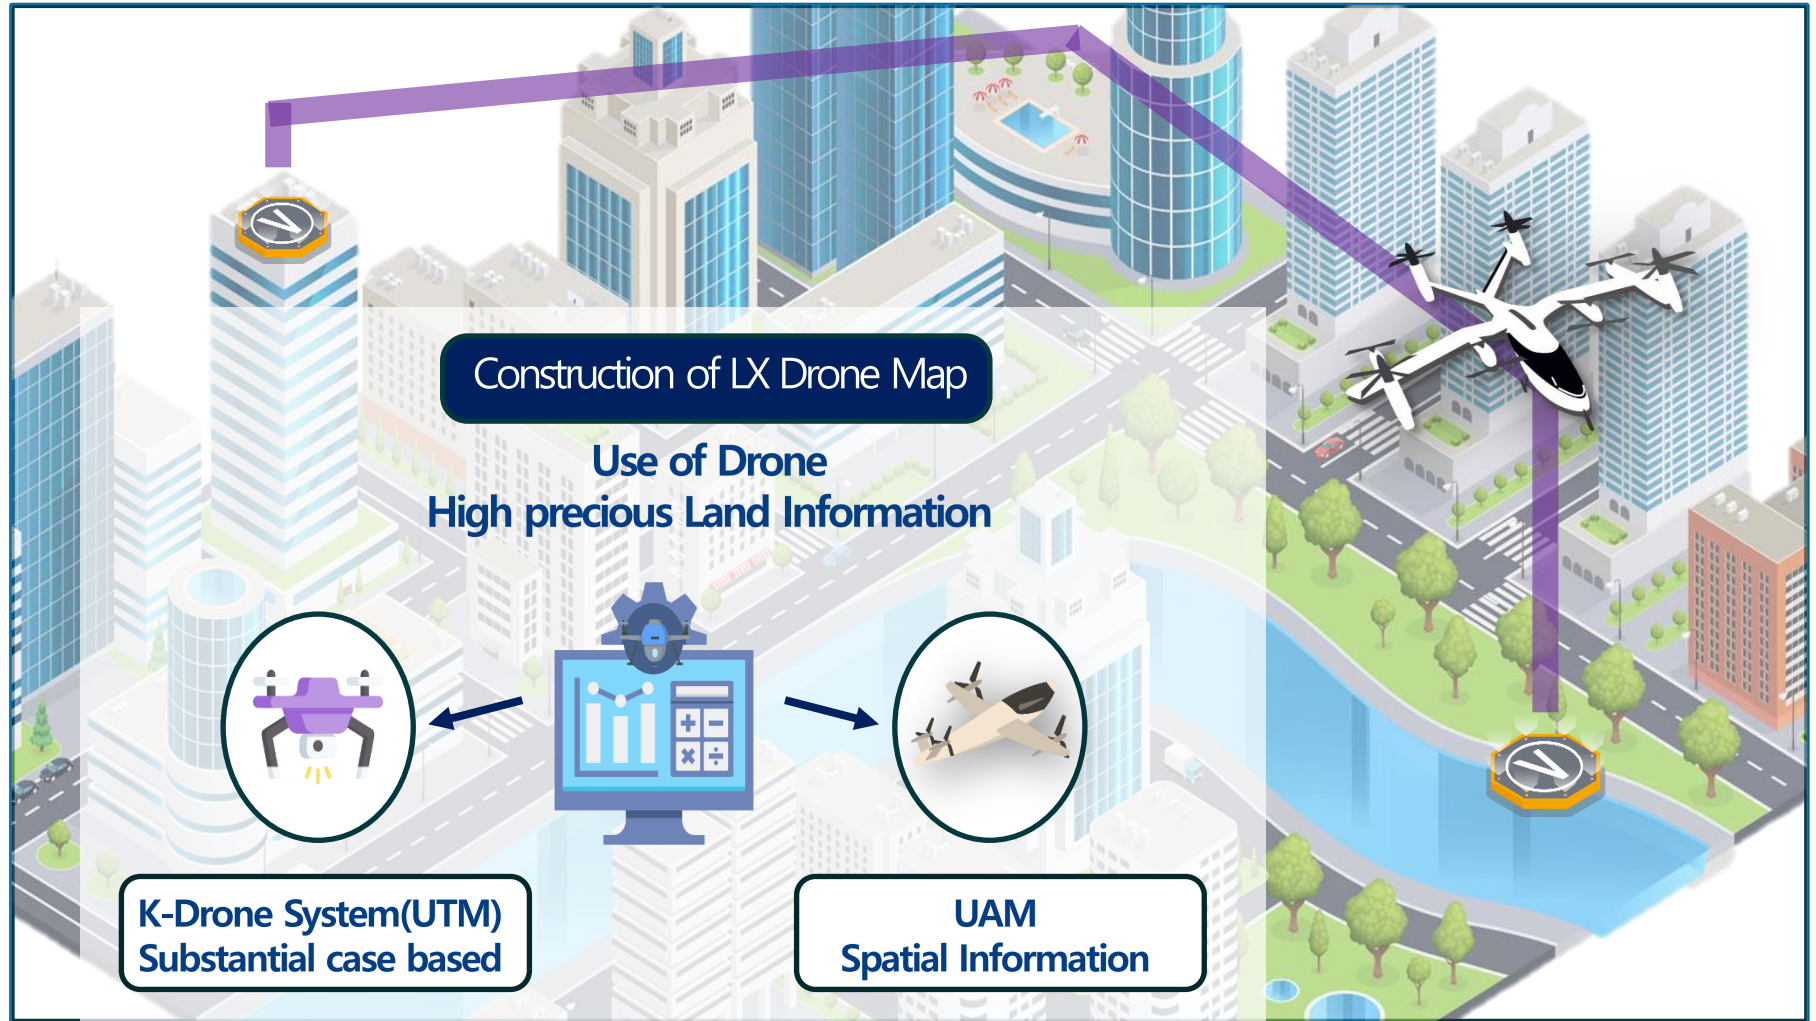 Construction of LX Drone Map
Use of Drone
High precious Land Information
K-Drone System(UTM)
Substantial case based
UAM
Spatial Information
V
V